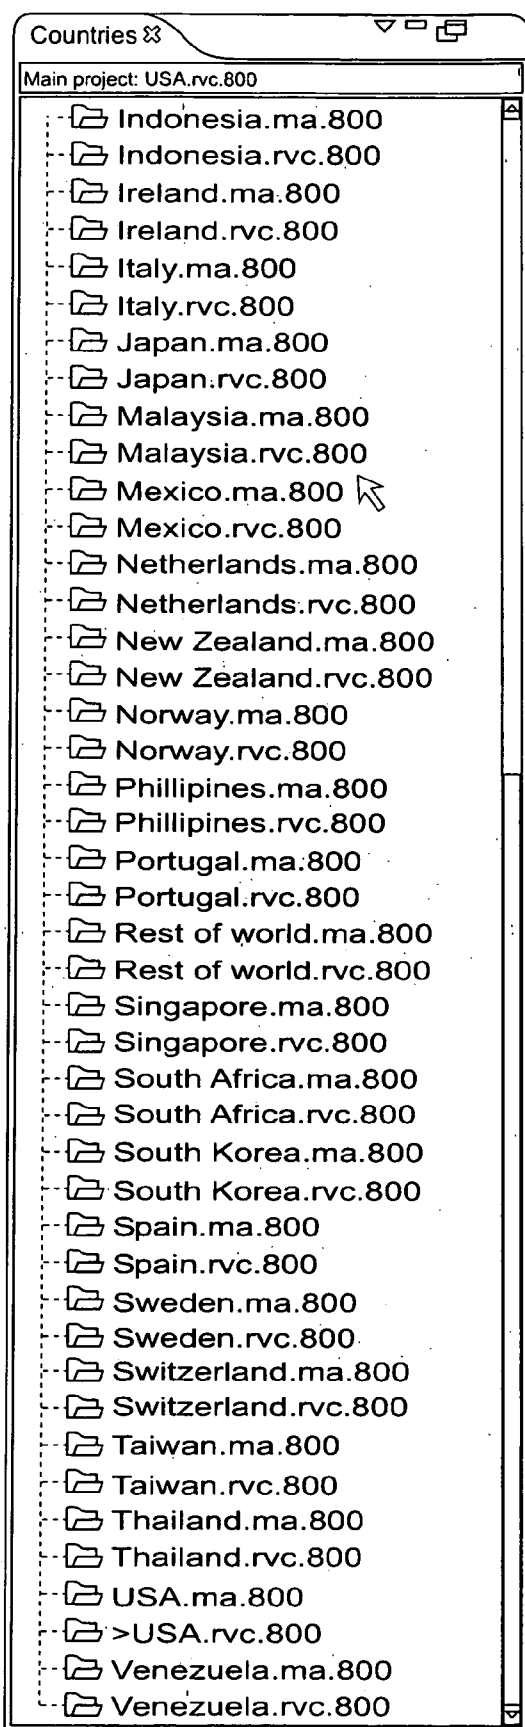 Countries
Main project: USA.rvc.800
Indonesia.ma.800
Indonesia.rvc.800
Ireland.ma.800
Ireland.rvc.800
Italy.ma.800
Italy.rvc.800
Japan.ma.800
Japan.rvc.800
Malaysia.ma.800
Malaysia.rvc.800
Mexico.ma.800
Mexico.rvc.800
Netherlands.ma.800
Netherlands.rvc.800
New Zealand.ma.800
New Zealand.rvc.800
Norway.ma.800
Norway.rvc.800
Phillipines.ma.800
Phillipines.rvc.800
Portugal.ma.800
Portugal.rvc.800
Rest of world.ma.800
Rest of world.rvc.800
Singapore.ma.800
Singapore.rvc.800
South Africa.ma.800
South Africa.rvc.800
South Korea.ma.800
South Korea.rvc.800
Spain.ma.800
Spain.rvc.800
Sweden.ma.800
Sweden.rvc.800
Switzerland.ma.800
Switzerland.rvc.800
Taiwan.ma.800
Taiwan.rvc.800
Thailand.ma.800
Thailand.rvc.800
USA.ma.800
>USA.rvc.800
Venezuela.ma.800
Venezuela.rvc.800